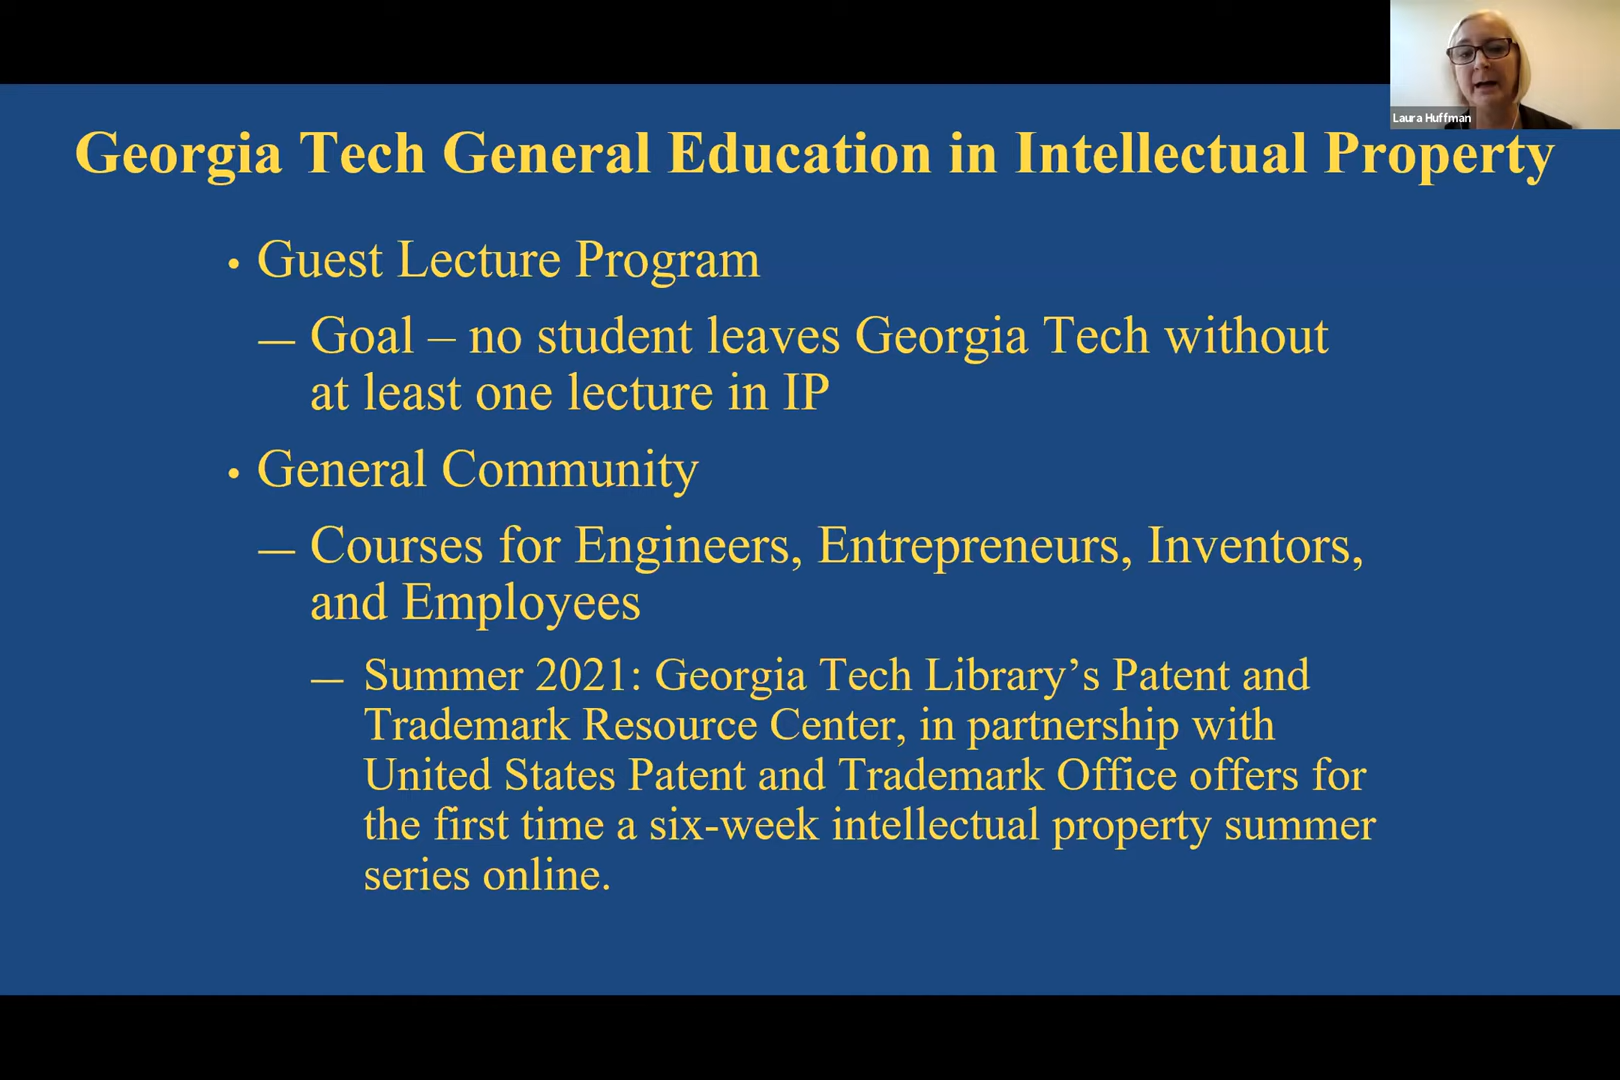 Laura Huffman
Georgia Tech General Education in Intellectual Property
• Guest Lecture Program
— Goal – no student leaves Georgia Tech without
at least one lecture in IP
• General Community
— Courses for Engineers, Entrepreneurs, Inventors,
and Employees
— Summer 2021: Georgia Tech Library’s Patent and
Trademark Resource Center, in partnership with
United States Patent and Trademark Office offers for
the first time a six-week intellectual property summer
series online.